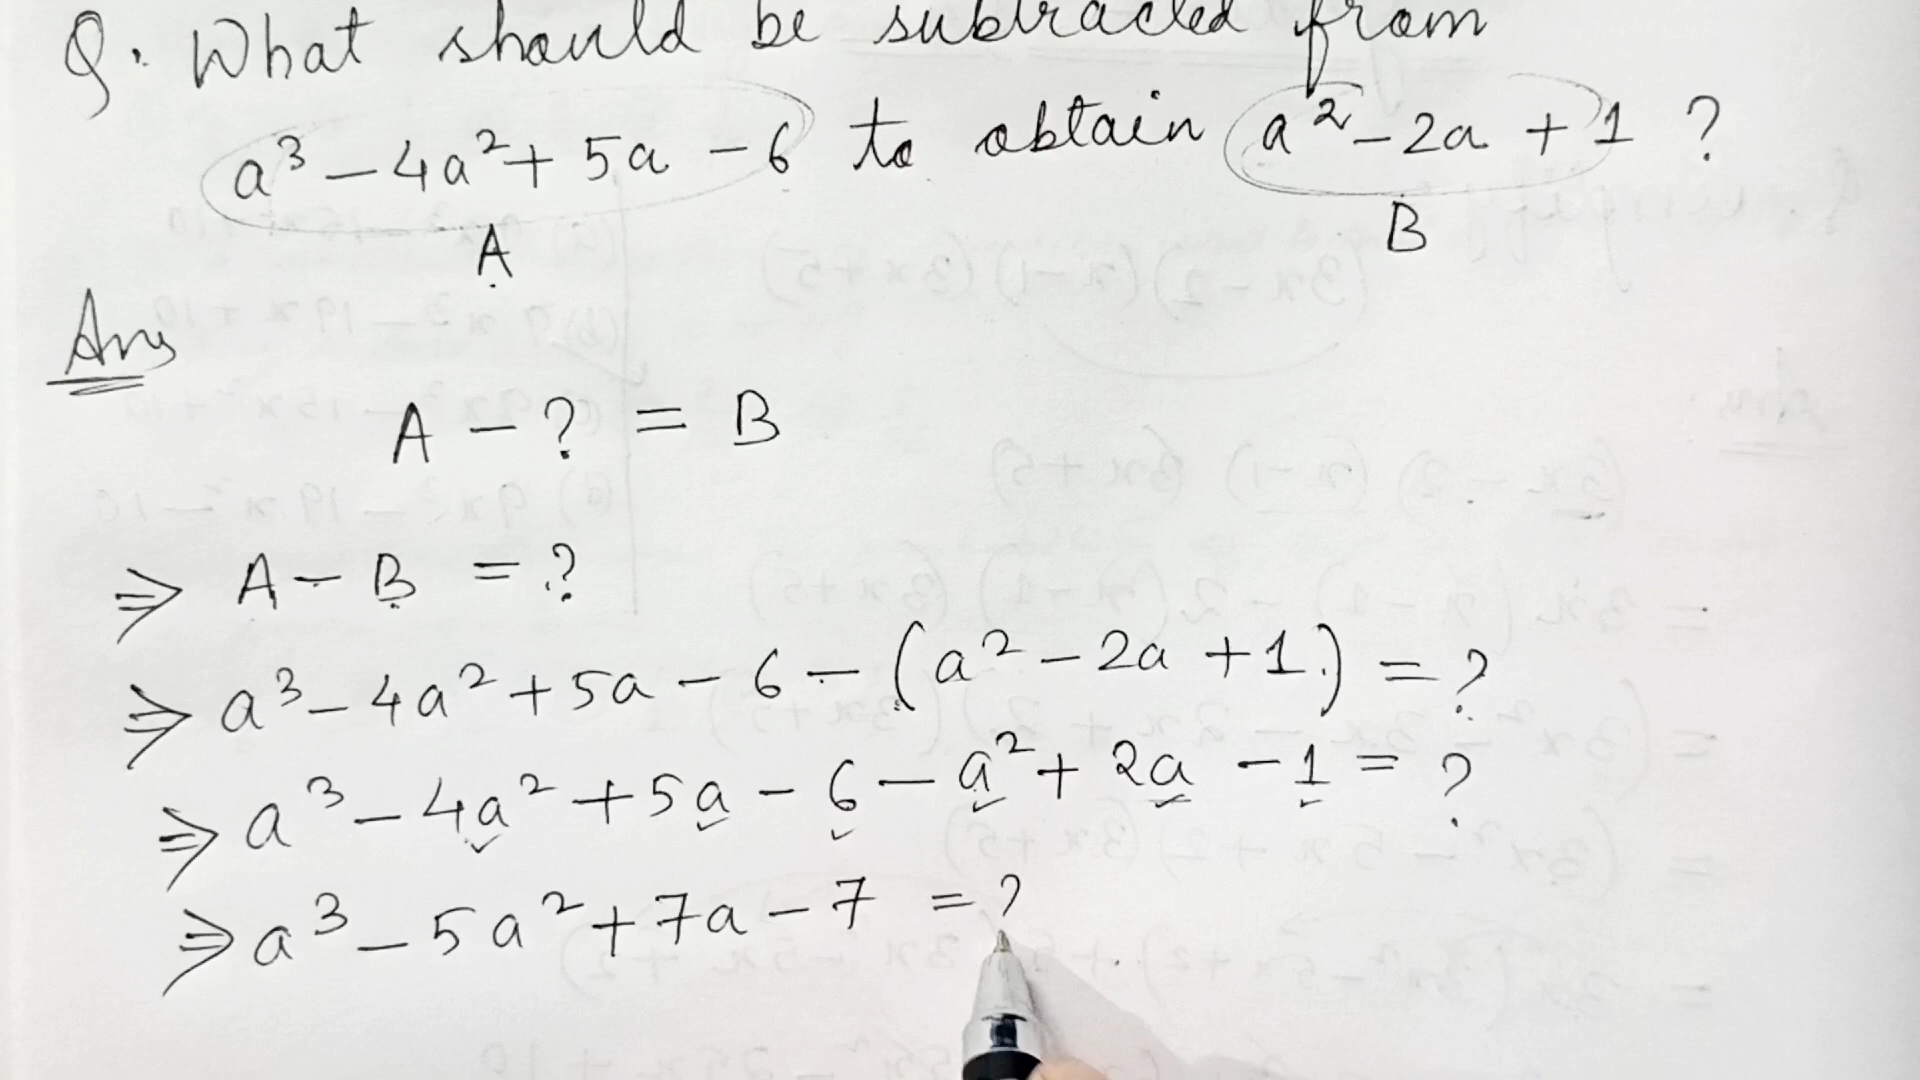 Q. What should be subtracted from
a³ - 4a² + 5a - 6 to obtain a² - 2a + 1 ?
A B
Ans
A - ? = B
⇒ A - B = ?
⇒ a³ - 4a² + 5a - 6 - (a² - 2a + 1) = ?
⇒ a³ - 4a² + 5a - 6 - a² + 2a - 1 = ?
⇒ a³ - 5a² + 7a - 7 = ?